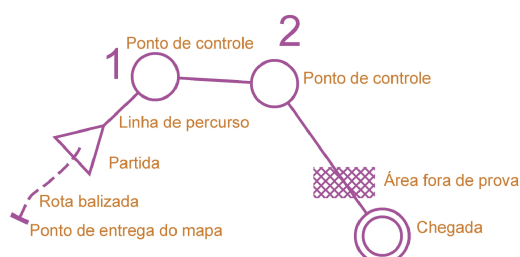 2
Ponto de controle
1
Ponto de controle
Linha de percurso
Partida
Área fora de prova
Rota balizada
Chegada
Ponto de entrega do mapa